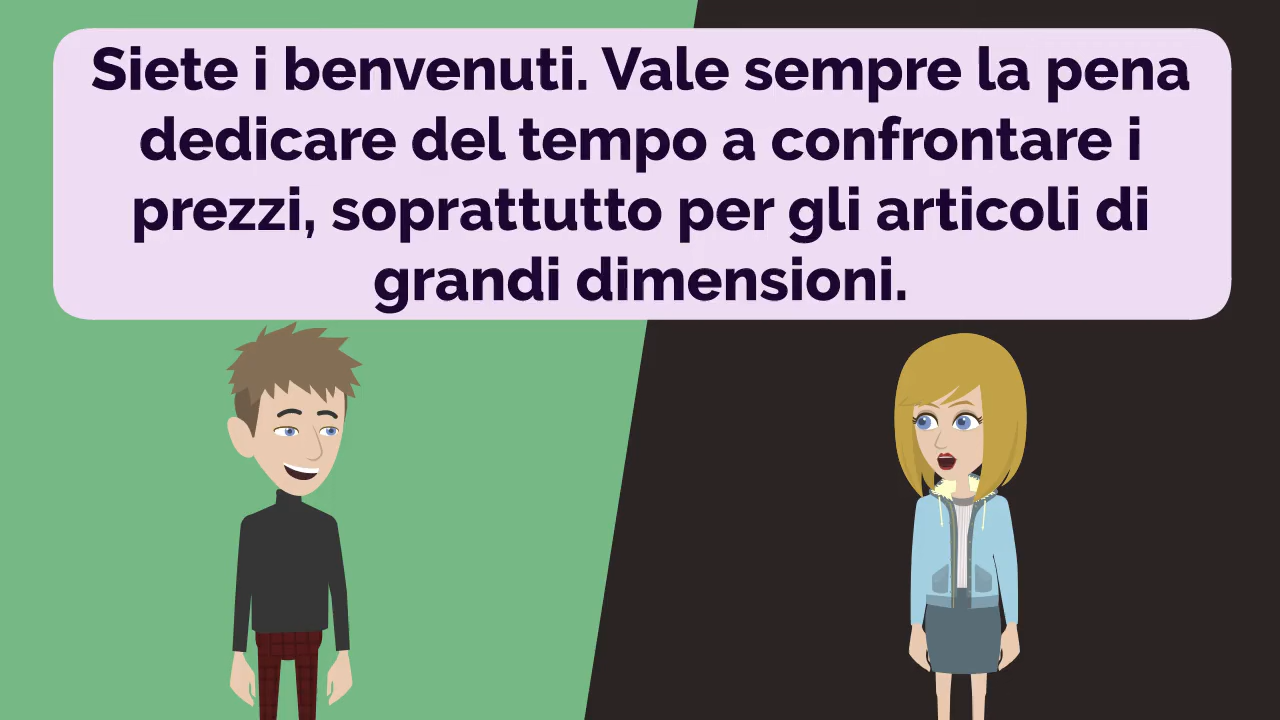 Siete i benvenuti. Vale sempre la pena
dedicare del tempo a confrontare i
prezzi, soprattutto per gli articoli di
grandi dimensioni.